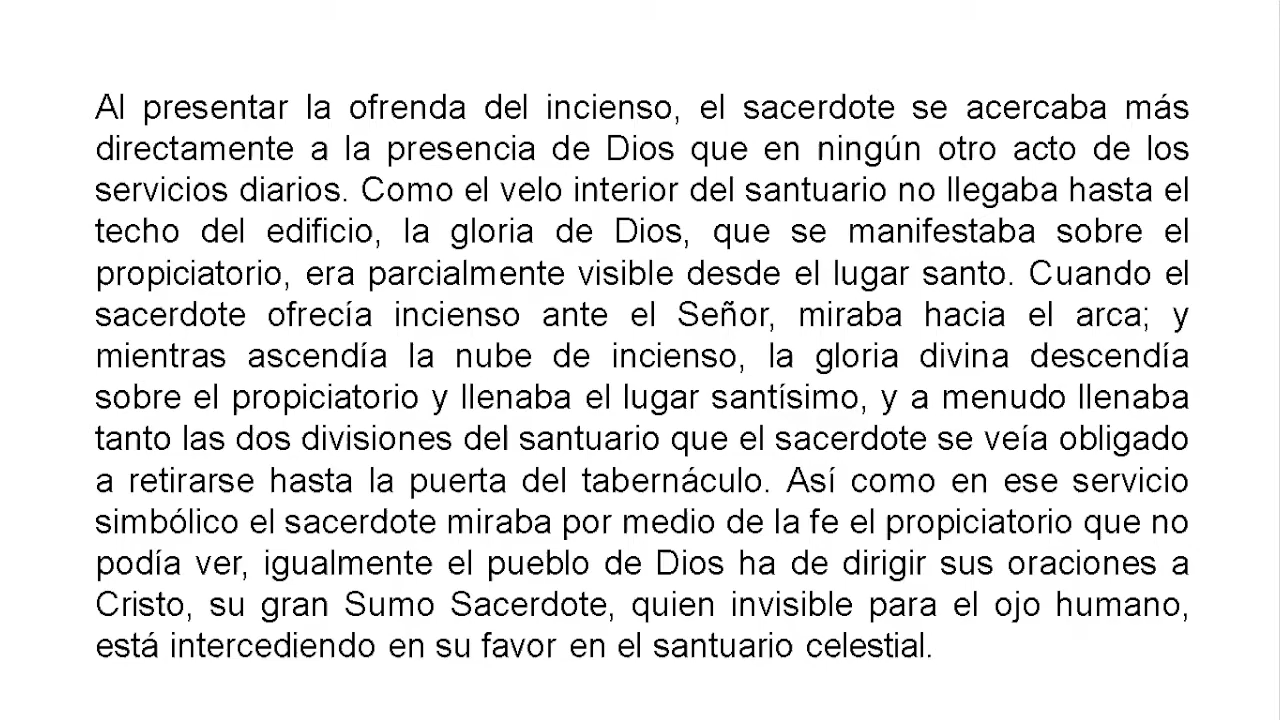 Al presentar la ofrenda del incienso, el sacerdote se acercaba más
directamente a la presencia de Dios que en ningún otro acto de los
servicios diarios. Como el velo interior del santuario no llegaba hasta el
techo del edificio, la gloria de Dios, que se manifestaba sobre el
propiciatorio, era parcialmente visible desde el lugar santo. Cuando el
sacerdote ofrecía incienso ante el Señor, miraba hacia el arca; y
mientras ascendía la nube de incienso, la gloria divina descendía
sobre el propiciatorio y llenaba el lugar santísimo, y a menudo llenaba
tanto las dos divisiones del santuario que el sacerdote se veía obligado
a retirarse hasta la puerta del tabernáculo. Así como en ese servicio
simbólico el sacerdote miraba por medio de la fe el propiciatorio que no
podía ver, igualmente el pueblo de Dios ha de dirigir sus oraciones a
Cristo, su gran Sumo Sacerdote, quien invisible para el ojo humano,
está intercediendo en su favor en el santuario celestial.